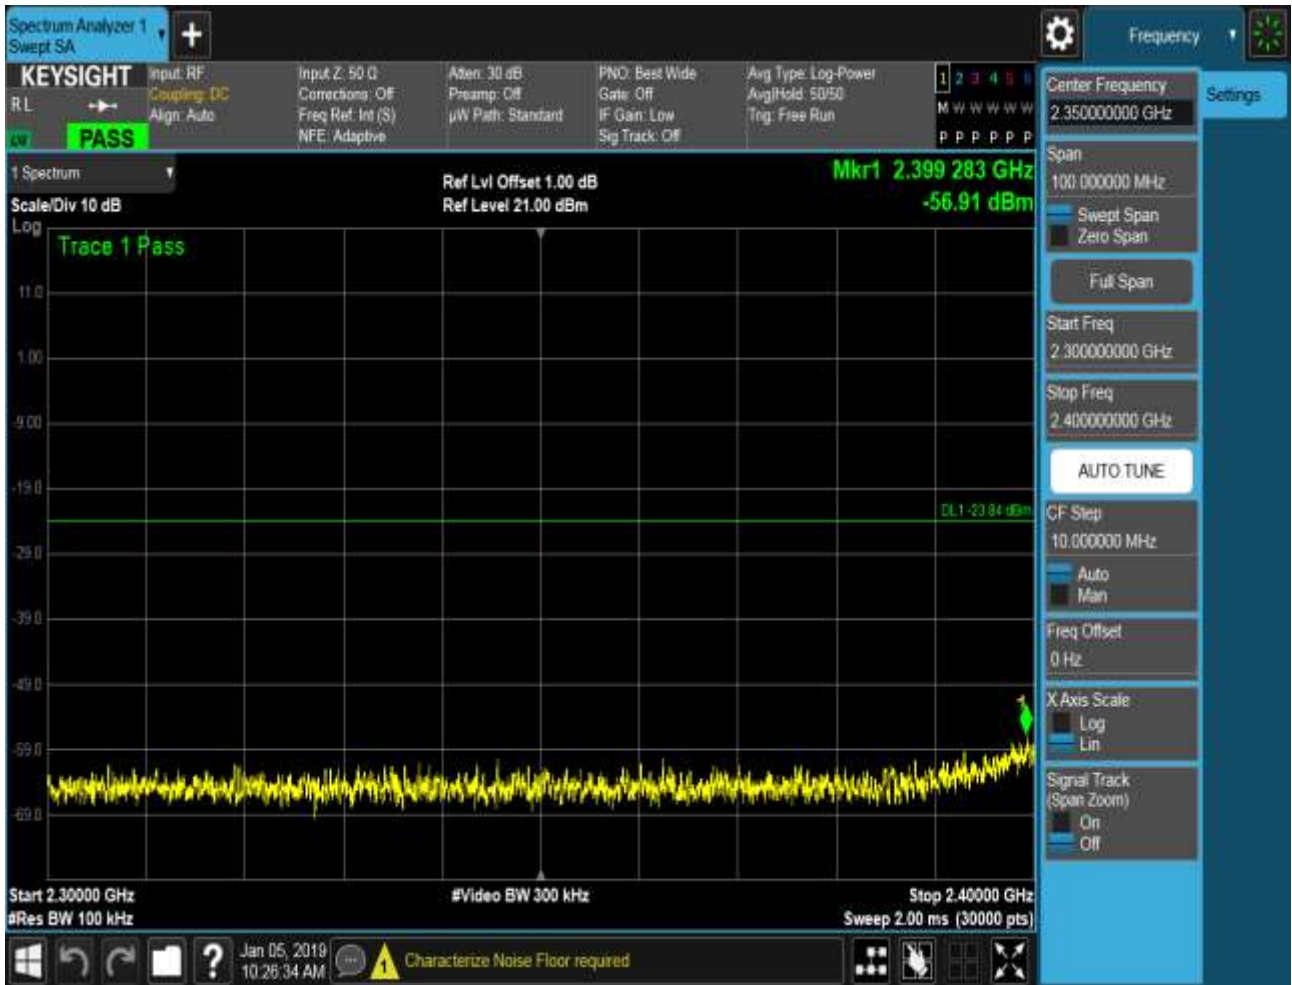 Spectrum Analyzer 1
Swept SA
Frequency
KEYSIGHT
RL
PASS
Input: RF
Coupling: DC
Align: Auto
Input Z: 50 Ω
Corrections: Off
Freq Ref: Int (S)
NFE: Adaptive
Atten: 30 dB
Preamp: Off
µW Path: Standard
PNO: Best Wide
Gate: Off
IF Gain: Low
Sig Track: Off
Avg Type: Log-Power
Avg|Hold: 50/50
Trig: Free Run
1 2 3 4 5 6
M W W W W W
P P P P P P
1 Spectrum
Scale/Div 10 dB
Ref Lvl Offset 1.00 dB
Ref Level 21.00 dBm
Mkr1 2.399 283 GHz
-56.91 dBm
Log
Trace 1 Pass
11.0
1.00
-9.00
-19.0
DL1 -23.84 dBm
-29.0
-39.0
-49.0
1
-59.0
-69.0
Start 2.30000 GHz
#Res BW 100 kHz
#Video BW 300 kHz
Stop 2.40000 GHz
Sweep 2.00 ms (30000 pts)
Center Frequency
2.350000000 GHz
Settings
Span
100.000000 MHz
Swept Span
Zero Span
Full Span
Start Freq
2.300000000 GHz
Stop Freq
2.400000000 GHz
AUTO TUNE
CF Step
10.000000 MHz
Auto
Man
Freq Offset
0 Hz
X Axis Scale
Log
Lin
Signal Track
(Span Zoom)
On
Off
?
Jan 05, 2019
10:26:34 AM
1
Characterize Noise Floor required